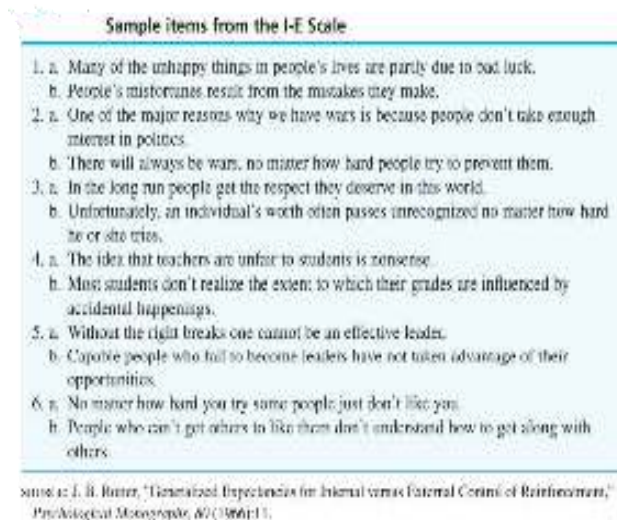 Sample items from the I-E Scale
1. a. Many of the unhappy things in people's lives are partly due to bad luck.
b. People's misfortunes result from the mistakes they make.
2. a. One of the major reasons why we have wars is because people don't take enough
interest in politics.
b. There will always be wars, no matter how hard people try to prevent them.
3. a. In the long run people get the respect they deserve in this world.
b. Unfortunately, an individual's worth often passes unrecognized no matter how hard
he or she tries.
4. a. The idea that teachers are unfair to students is nonsense.
b. Most students don't realize the extent to which their grades are influenced by
accidental happenings.
5. a. Without the right breaks one cannot be an effective leader.
b. Capable people who fail to become leaders have not taken advantage of their
opportunities.
6. a. No matter how hard you try some people just don't like you.
b. People who can't get others to like them don't understand how to get along with
others.
SOURCE: J. B. Rotter, "Generalized Expectancies for Internal versus External Control of Reinforcement,"
Psychological Monographs, 80 (1966):11.